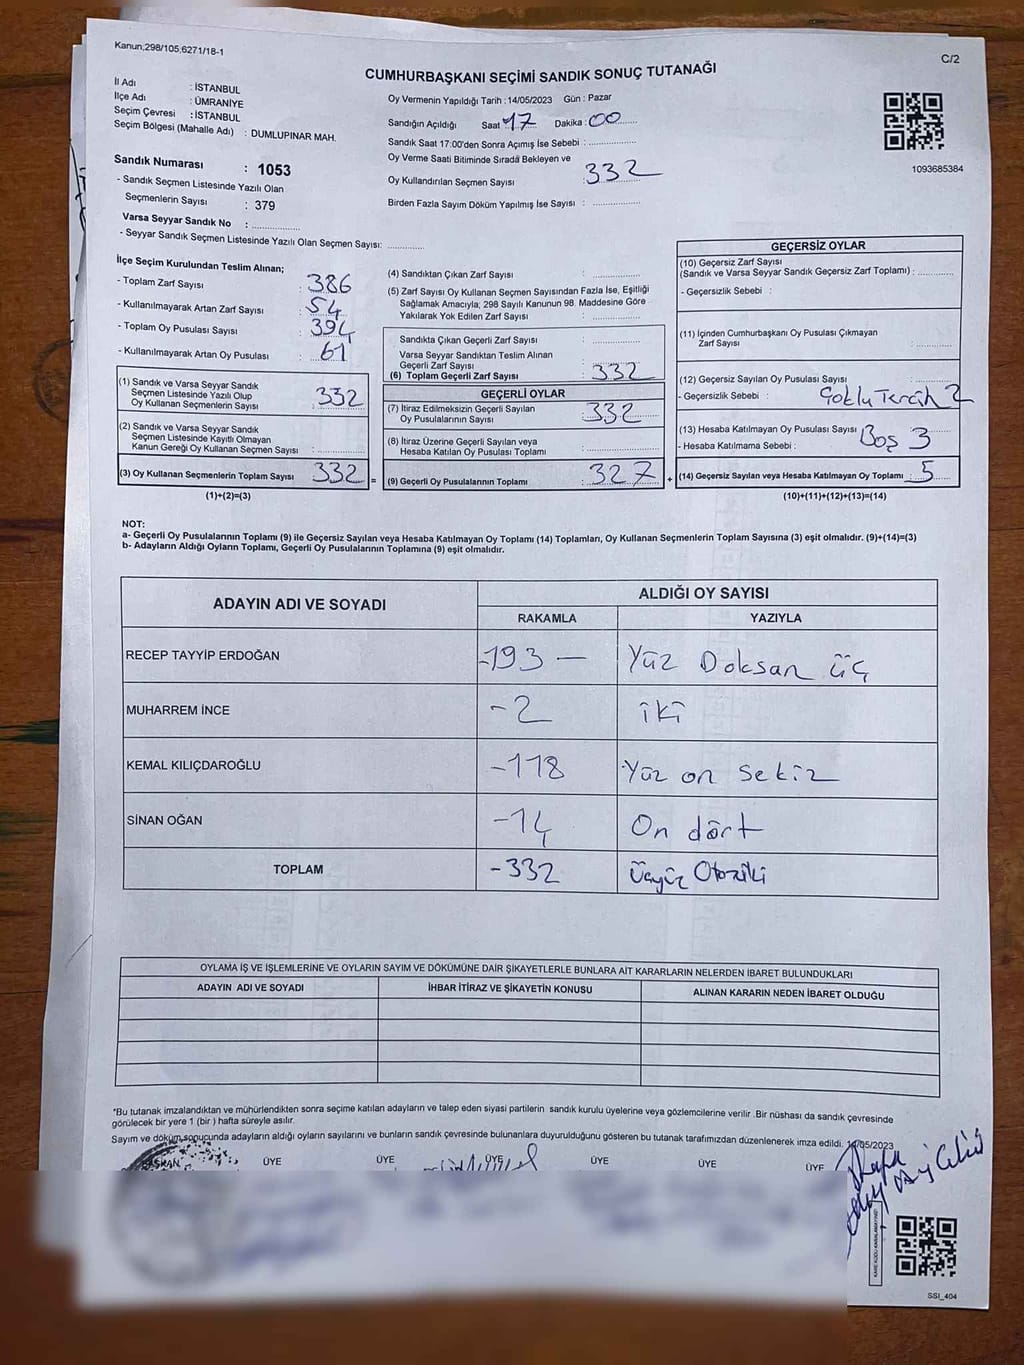 Kanun;298/105,6271/18-1
C/2
CUMHURBAŞKANI SEÇİMİ SANDIK SONUÇ TUTANAĞI
İl Adı : İSTANBUL
İlçe Adı : ÜMRANİYE
Seçim Çevresi : İSTANBUL
Seçim Bölgesi (Mahalle Adı) : DUMLUPINAR MAH.
Oy Vermenin Yapıldığı Tarih : 14/05/2023 Gün : Pazar
Sandığın Açıldığı Saat 17 Dakika : 00
Sandık Saat 17:00'den Sonra Açımış İse Sebebi :
Oy Verme Saati Bitiminde Sırada Bekleyen ve
Oy Kullandırılan Seçmen Sayısı : 332
Birden Fazla Sayım Döküm Yapılmış İse Sayısı :
1093685384
Sandık Numarası : 1053
- Sandık Seçmen Listesinde Yazılı Olan
Seçmenlerin Sayısı : 379
Varsa Seyyar Sandık No :
- Seyyar Sandık Seçmen Listesinde Yazılı Olan Seçmen Sayısı:
İlçe Seçim Kurulundan Teslim Alınan;
- Toplam Zarf Sayısı : 386
- Kullanılmayarak Artan Zarf Sayısı : 54
- Toplam Oy Pusulası Sayısı : 394
- Kullanılmayarak Artan Oy Pusulası : 61
(1) Sandık ve Varsa Seyyar Sandık
Seçmen Listesinde Yazılı Olup
Oy Kullanan Seçmenlerin Sayısı : 332
(2) Sandık ve Varsa Seyyar Sandık
Seçmen Listesinde Kayıtlı Olmayan
Kanun Gereği Oy Kullanan Seçmen Sayısı :
(3) Oy Kullanan Seçmenlerin Toplam Sayısı : 332 =
(1)+(2)=(3)
(4) Sandıktan Çıkan Zarf Sayısı :
(5) Zarf Sayısı Oy Kullanan Seçmen Sayısından Fazla İse, Eşitliği
Sağlamak Amacıyla; 298 Sayılı Kanunun 98. Maddesine Göre
Yakılarak Yok Edilen Zarf Sayısı :
Sandıkta Çıkan Geçerli Zarf Sayısı :
Varsa Seyyar Sandıktan Teslim Alınan
Geçerli Zarf Sayısı :
(6) Toplam Geçerli Zarf Sayısı : 332
GEÇERLİ OYLAR
(7) İtiraz Edilmeksizin Geçerli Sayılan
Oy Pusulalarının Sayısı : 332
(8) İtiraz Üzerine Geçerli Sayılan veya
Hesaba Katılan Oy Pusulası Toplamı :
(9) Geçerli Oy Pusulalarının Toplamı : 327 +
GEÇERSİZ OYLAR
(10) Geçersiz Zarf Sayısı
(Sandık ve Varsa Seyyar Sandık Geçersiz Zarf Toplamı) :
- Geçersizlik Sebebi :
(11) İçinden Cumhurbaşkanı Oy Pusulası Çıkmayan
Zarf Sayısı :
(12) Geçersiz Sayılan Oy Pusulası Sayısı :
- Geçersizlik Sebebi : Çoklu Tercih 2
(13) Hesaba Katılmayan Oy Pusulası Sayısı : Boş 3
- Hesaba Katılmama Sebebi :
(14) Geçersiz Sayılan veya Hesaba Katılmayan Oy Toplamı : 5
(10)+(11)+(12)+(13)=(14)
NOT:
a- Geçerli Oy Pusulalarının Toplamı (9) ile Geçersiz Sayılan veya Hesaba Katılmayan Oy Toplamı (14) Toplamları, Oy Kullanan Seçmenlerin Toplam Sayısına (3) eşit olmalıdır. (9)+(14)=(3)
b- Adayların Aldığı Oyların Toplamı, Geçerli Oy Pusulalarının Toplamına (9) eşit olmalıdır.
ADAYIN ADI VE SOYADI
ALDIĞI OY SAYISI
RAKAMLA YAZIYLA
RECEP TAYYİP ERDOĞAN -193- Yüz Doksan üç
MUHARREM İNCE -2 iki
KEMAL KILIÇDAROĞLU -118 Yüz on sekiz
SİNAN OĞAN -14 On dört
TOPLAM -332 Üçyüz Otoziki
OYLAMA İŞ VE İŞLEMLERİNE VE OYLARIN SAYIM VE DÖKÜMÜNE DAİR ŞİKAYETLERLE BUNLARA AİT KARARLARIN NELERDEN İBARET BULUNDUKLARI
ADAYIN ADI VE SOYADI İHBAR İTİRAZ VE ŞİKAYETİN KONUSU ALINAN KARARIN NEDEN İBARET OLDUĞU
*Bu tutanak imzalandıktan ve mühürlendikten sonra seçime katılan adayların ve talep eden siyasi partilerin sandık kurulu üyelerine veya gözlemcilerine verilir .Bir nüshası da sandık çevresinde
görülecek bir yere 1 (bir ) hafta süreyle asılır.
Sayım ve döküm sonucunda adayların aldığı oyların sayılarını ve bunların sandık çevresinde bulunanlara duyurulduğunu gösteren bu tutanak tarafımızdan düzenlenerek imza edildi. 14/05/2023
BAŞKAN ÜYE ÜYE ÜYE ÜYE ÜYE ÜYE
SSI_404